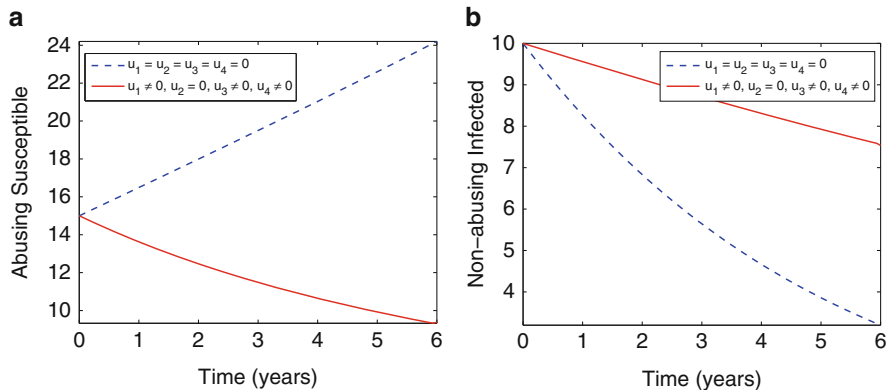 a
Abusing Susceptible
24
22
20
18
16
14
12
10
u₁ = u₂ = u₃ = u₄ = 0
u₁ ≠ 0, u₂ = 0, u₃ ≠ 0, u₄ ≠ 0
0 1 2 3 4 5 6
Time (years)
b
Non−abusing Infected
10
9
8
7
6
5
4
u₁ = u₂ = u₃ = u₄ = 0
u₁ ≠ 0, u₂ = 0, u₃ ≠ 0, u₄ ≠ 0
0 1 2 3 4 5 6
Time (years)